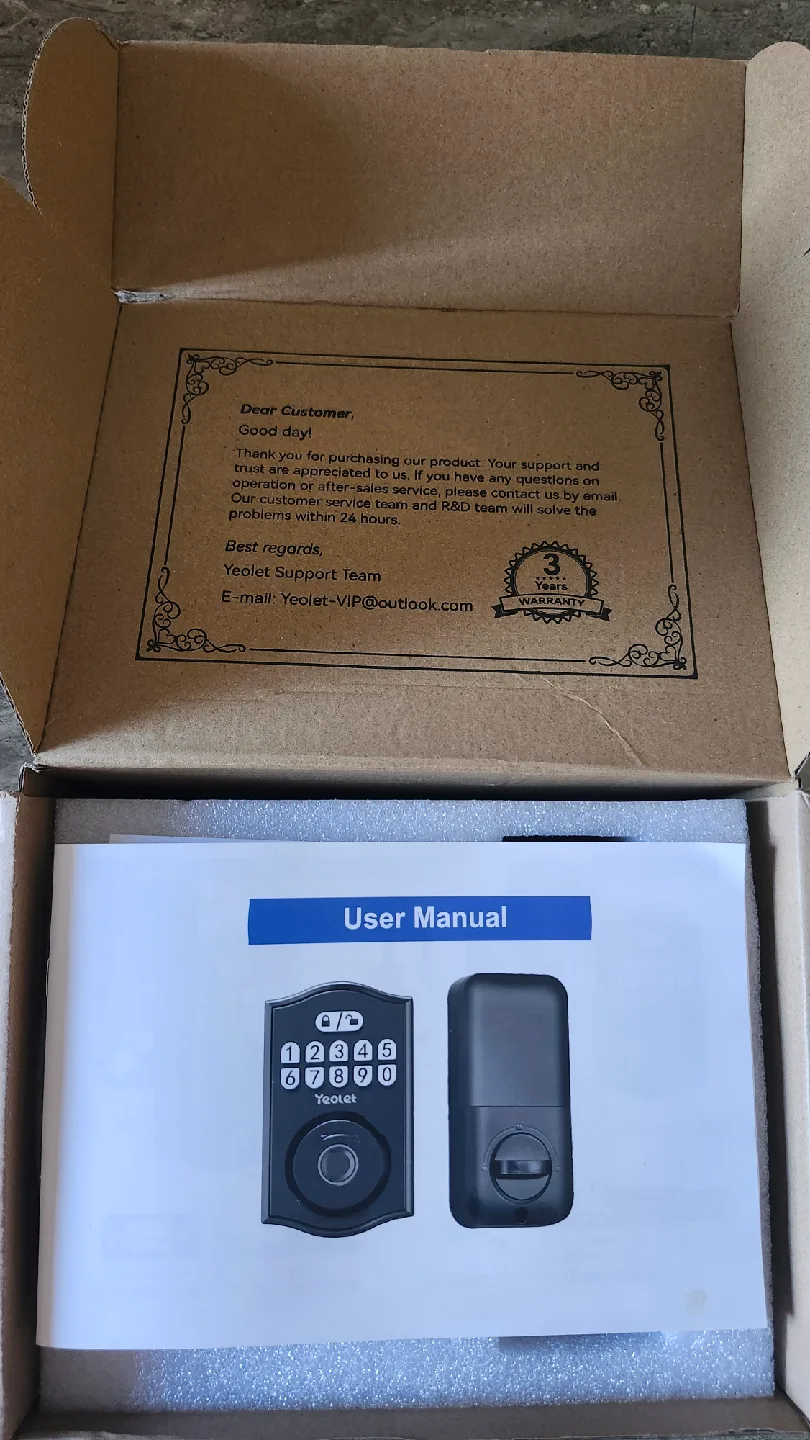 Dear Customer,
Good day!
Thank you for purchasing our product. Your support and
trust are appreciated to us. If you have any questions on
operation or after-sales service, please contact us by email.
Our customer service team and R&D team will solve the
problems within 24 hours.
Best regards,
Yeolet Support Team
E-mail: Yeolet-VIP@outlook.com
3
Years
WARRANTY
User Manual
1 2 3 4 5
6 7 8 9 0
Yeolet